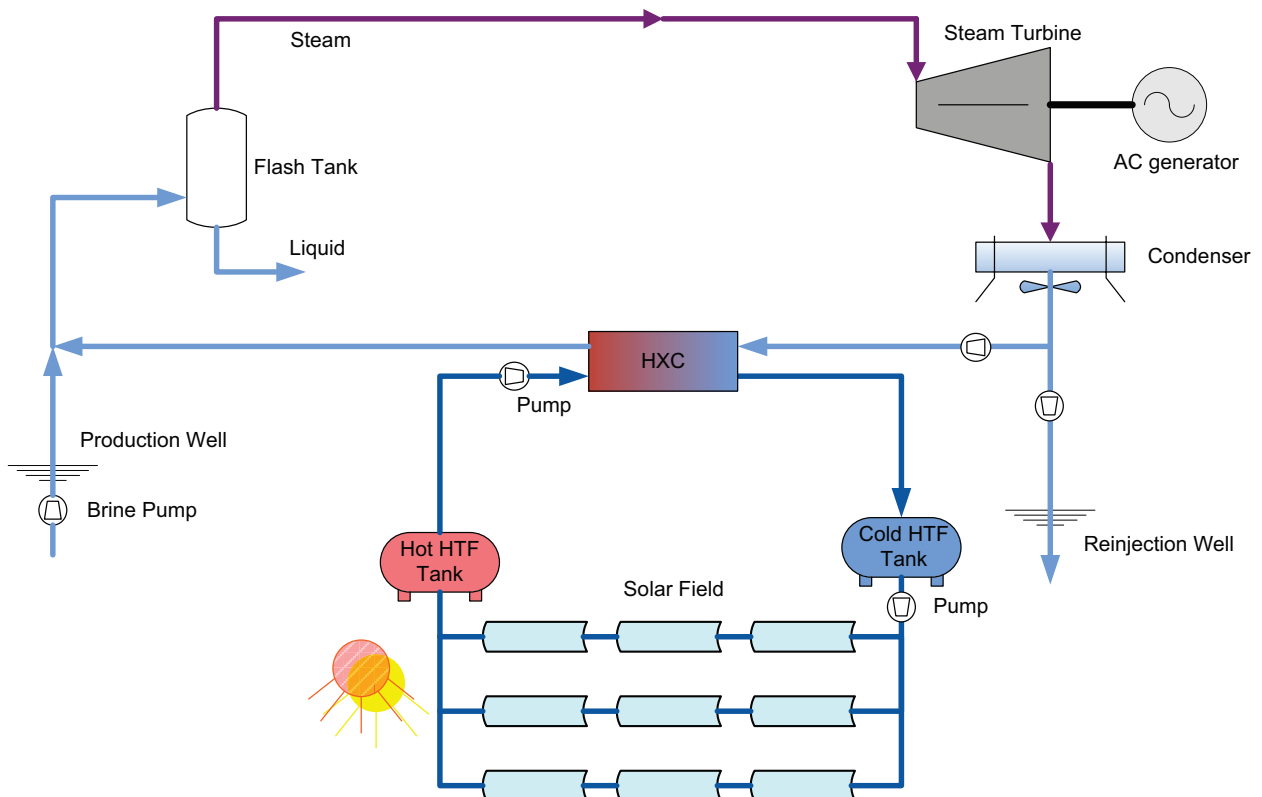 Steam
Steam Turbine
Flash Tank
AC generator
Liquid
Condenser
HXC
Pump
Production Well
Brine Pump
Hot HTF
Tank
Cold HTF
Tank
Reinjection Well
Solar Field
Pump